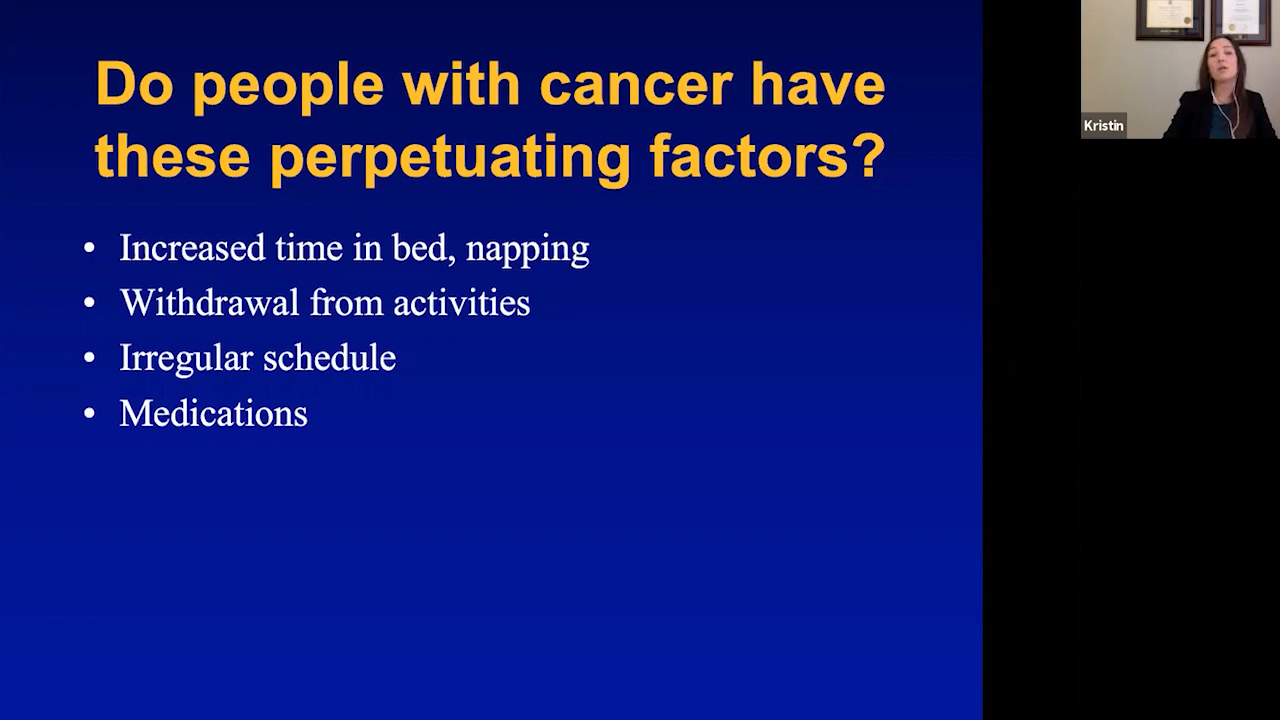 Do people with cancer have
these perpetuating factors?
• Increased time in bed, napping
• Withdrawal from activities
• Irregular schedule
• Medications
Kristin